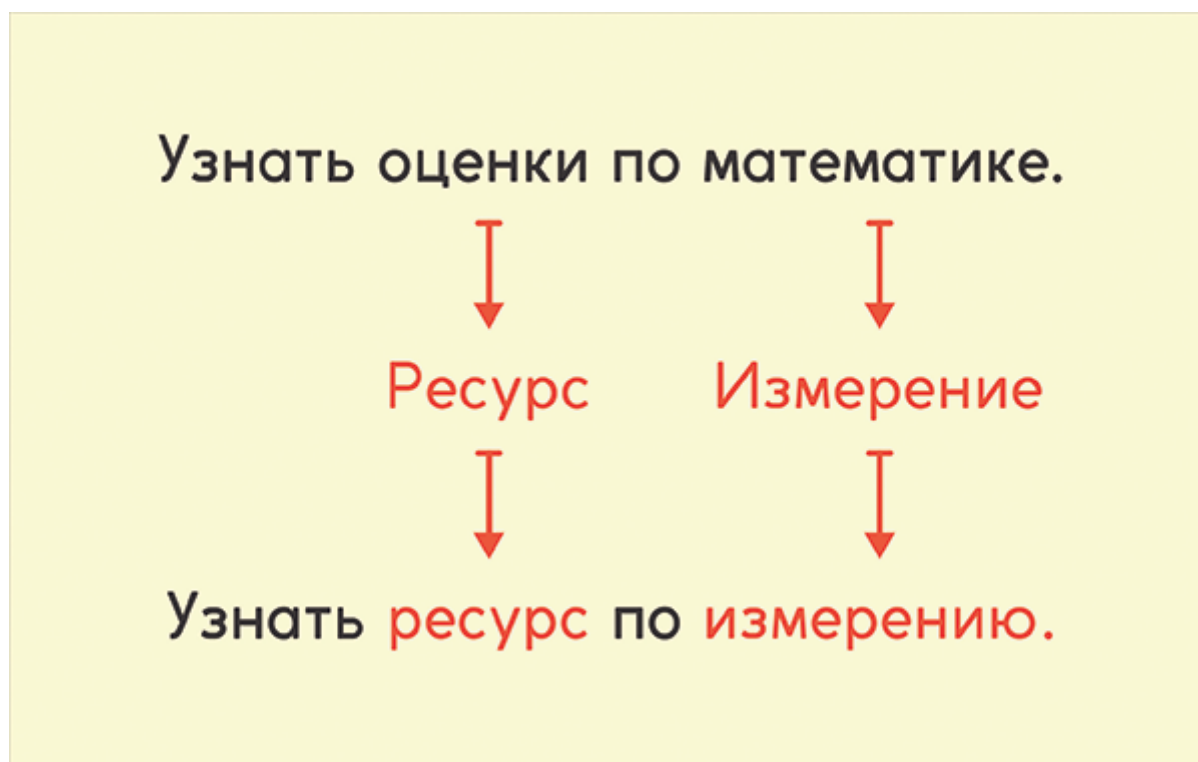 Узнать оценки по математике.
Ресурс Измерение
Узнать ресурс по измерению.